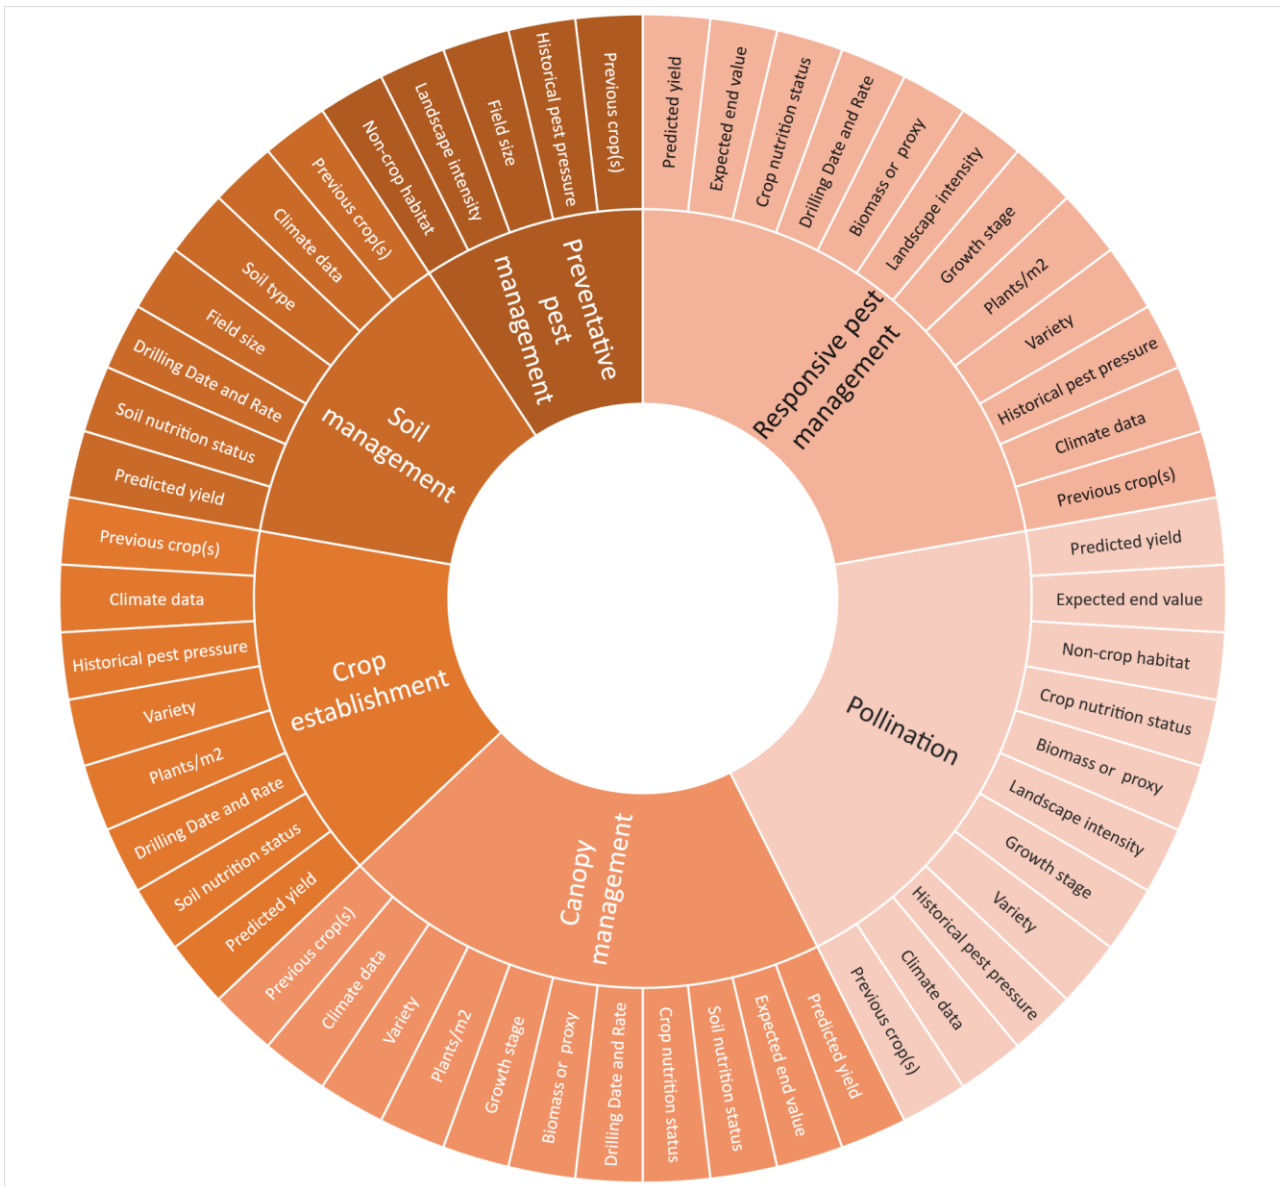 Responsive pest
management
Predicted yield
Expected end value
Crop nutrition status
Drilling Date and Rate
Biomass or  proxy
Landscape intensity
Growth stage
Plants/m2
Variety
Historical pest pressure
Climate data
Previous crop(s)
Pollination
Predicted yield
Expected end value
Non-crop habitat
Crop nutrition status
Biomass or  proxy
Landscape intensity
Growth stage
Variety
Historical pest pressure
Climate data
Previous crop(s)
Canopy
management
Predicted yield
Expected end value
Soil nutrition status
Crop nutrition status
Drilling Date and Rate
Biomass or  proxy
Growth stage
Plants/m2
Variety
Climate data
Previous crop(s)
Crop
establishment
Predicted yield
Soil nutrition status
Drilling Date and Rate
Plants/m2
Variety
Historical pest pressure
Climate data
Previous crop(s)
Soil
management
Predicted yield
Soil nutrition status
Drilling Date and Rate
Field size
Soil type
Climate data
Previous crop(s)
Preventative
pest
management
Non-crop habitat
Landscape intensity
Field size
Historical pest pressure
Previous crop(s)